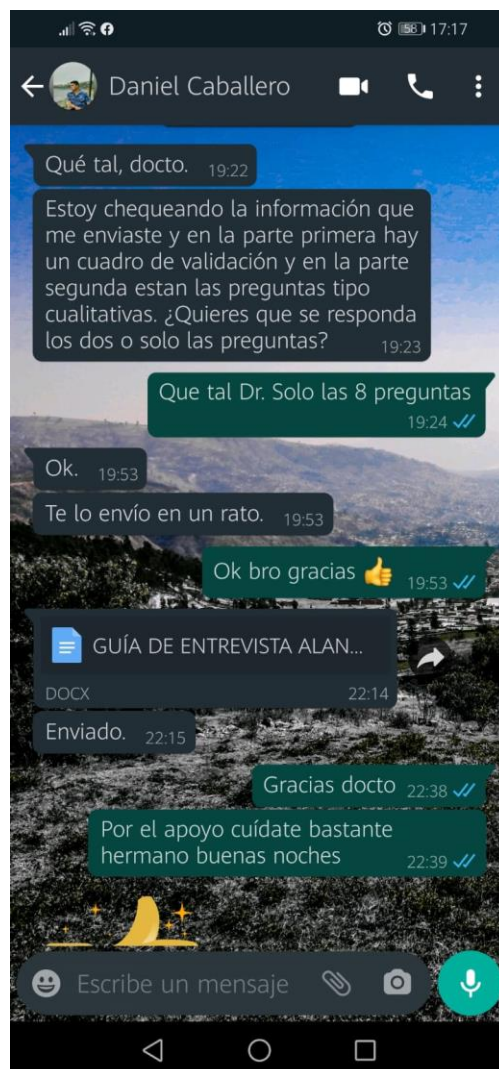 58 17:17
Daniel Caballero
Qué tal, docto. 19:22
Estoy chequeando la información que
me enviaste y en la parte primera hay
un cuadro de validación y en la parte
segunda estan las preguntas tipo
cualitativas. ¿Quieres que se responda
los dos o solo las preguntas? 19:23
Que tal Dr. Solo las 8 preguntas
19:24
Ok. 19:53
Te lo envío en un rato. 19:53
Ok bro gracias 👍 19:53
GUÍA DE ENTREVISTA ALAN...
DOCX 22:14
Enviado. 22:15
Gracias docto 22:38
Por el apoyo cuídate bastante
hermano buenas noches 22:39
Escribe un mensaje